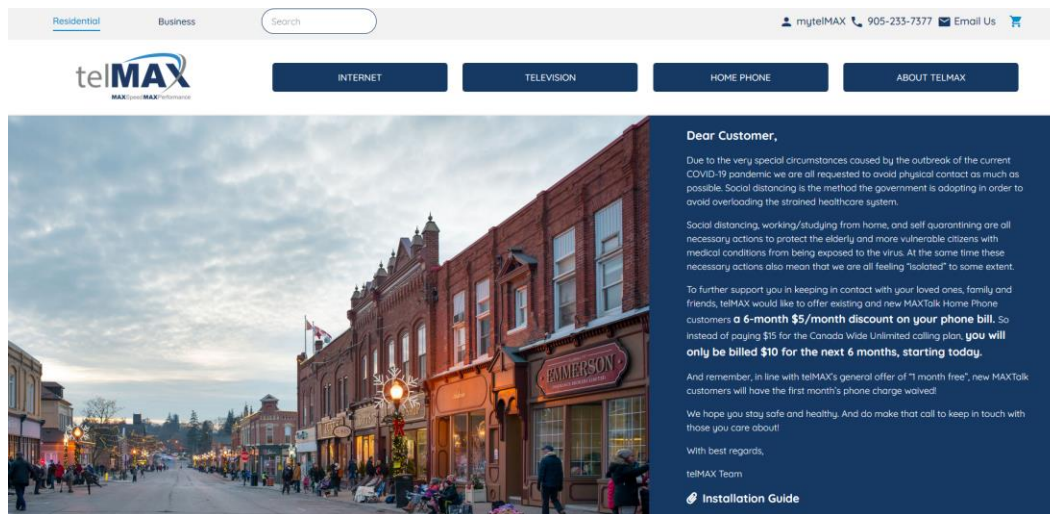 Residential
Business
Search
mytelMAX
905-233-7377
Email Us
telMAX
MAXSpeedMAXPerformance
INTERNET
TELEVISION
HOME PHONE
ABOUT TELMAX
EMMERSON
Dear Customer,
Due to the very special circumstances caused by the outbreak of the current
COVID-19 pandemic we are all requested to avoid physical contact as much as
possible. Social distancing is the method the government is adopting in order to
avoid overloading the strained healthcare system.
Social distancing, working/studying from home, and self quarantining are all
necessary actions to protect the elderly and more vulnerable citizens with
medical conditions from being exposed to the virus. At the same time these
necessary actions also mean that we are all feeling “isolated” to some extent.
To further support you in keeping in contact with your loved ones, family and
friends, telMAX would like to offer existing and new MAXTalk Home Phone
customers a 6-month $5/month discount on your phone bill. So
instead of paying $15 for the Canada Wide Unlimited calling plan, you will
only be billed $10 for the next 6 months, starting today.
And remember, in line with telMAX’s general offer of “1 month free”, new MAXTalk
customers will have the first month’s phone charge waived!
We hope you stay safe and healthy. And do make that call to keep in touch with
those you care about!
With best regards,
telMAX Team
Installation Guide